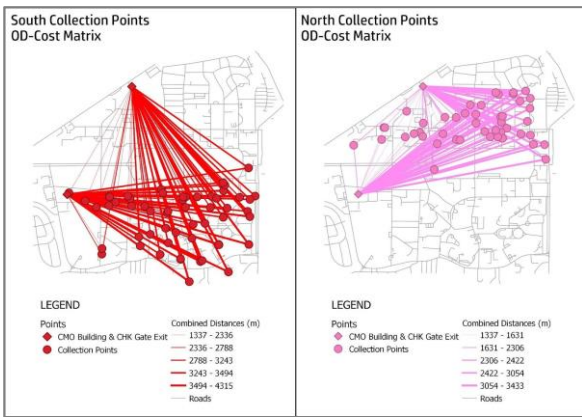 South Collection Points
OD-Cost Matrix
LEGEND
Points
CMO Building & CHK Gate Exit
Collection Points
Combined Distances (m)
1337 - 2336
2336 - 2788
2788 - 3243
3243 - 3494
3494 - 4315
Roads
North Collection Points
OD-Cost Matrix
LEGEND
Points
CMO Building & CHK Gate Exit
Collection Points
Combined Distances (m)
1337 - 1631
1631 - 2306
2306 - 2422
2422 - 3054
3054 - 3433
Roads